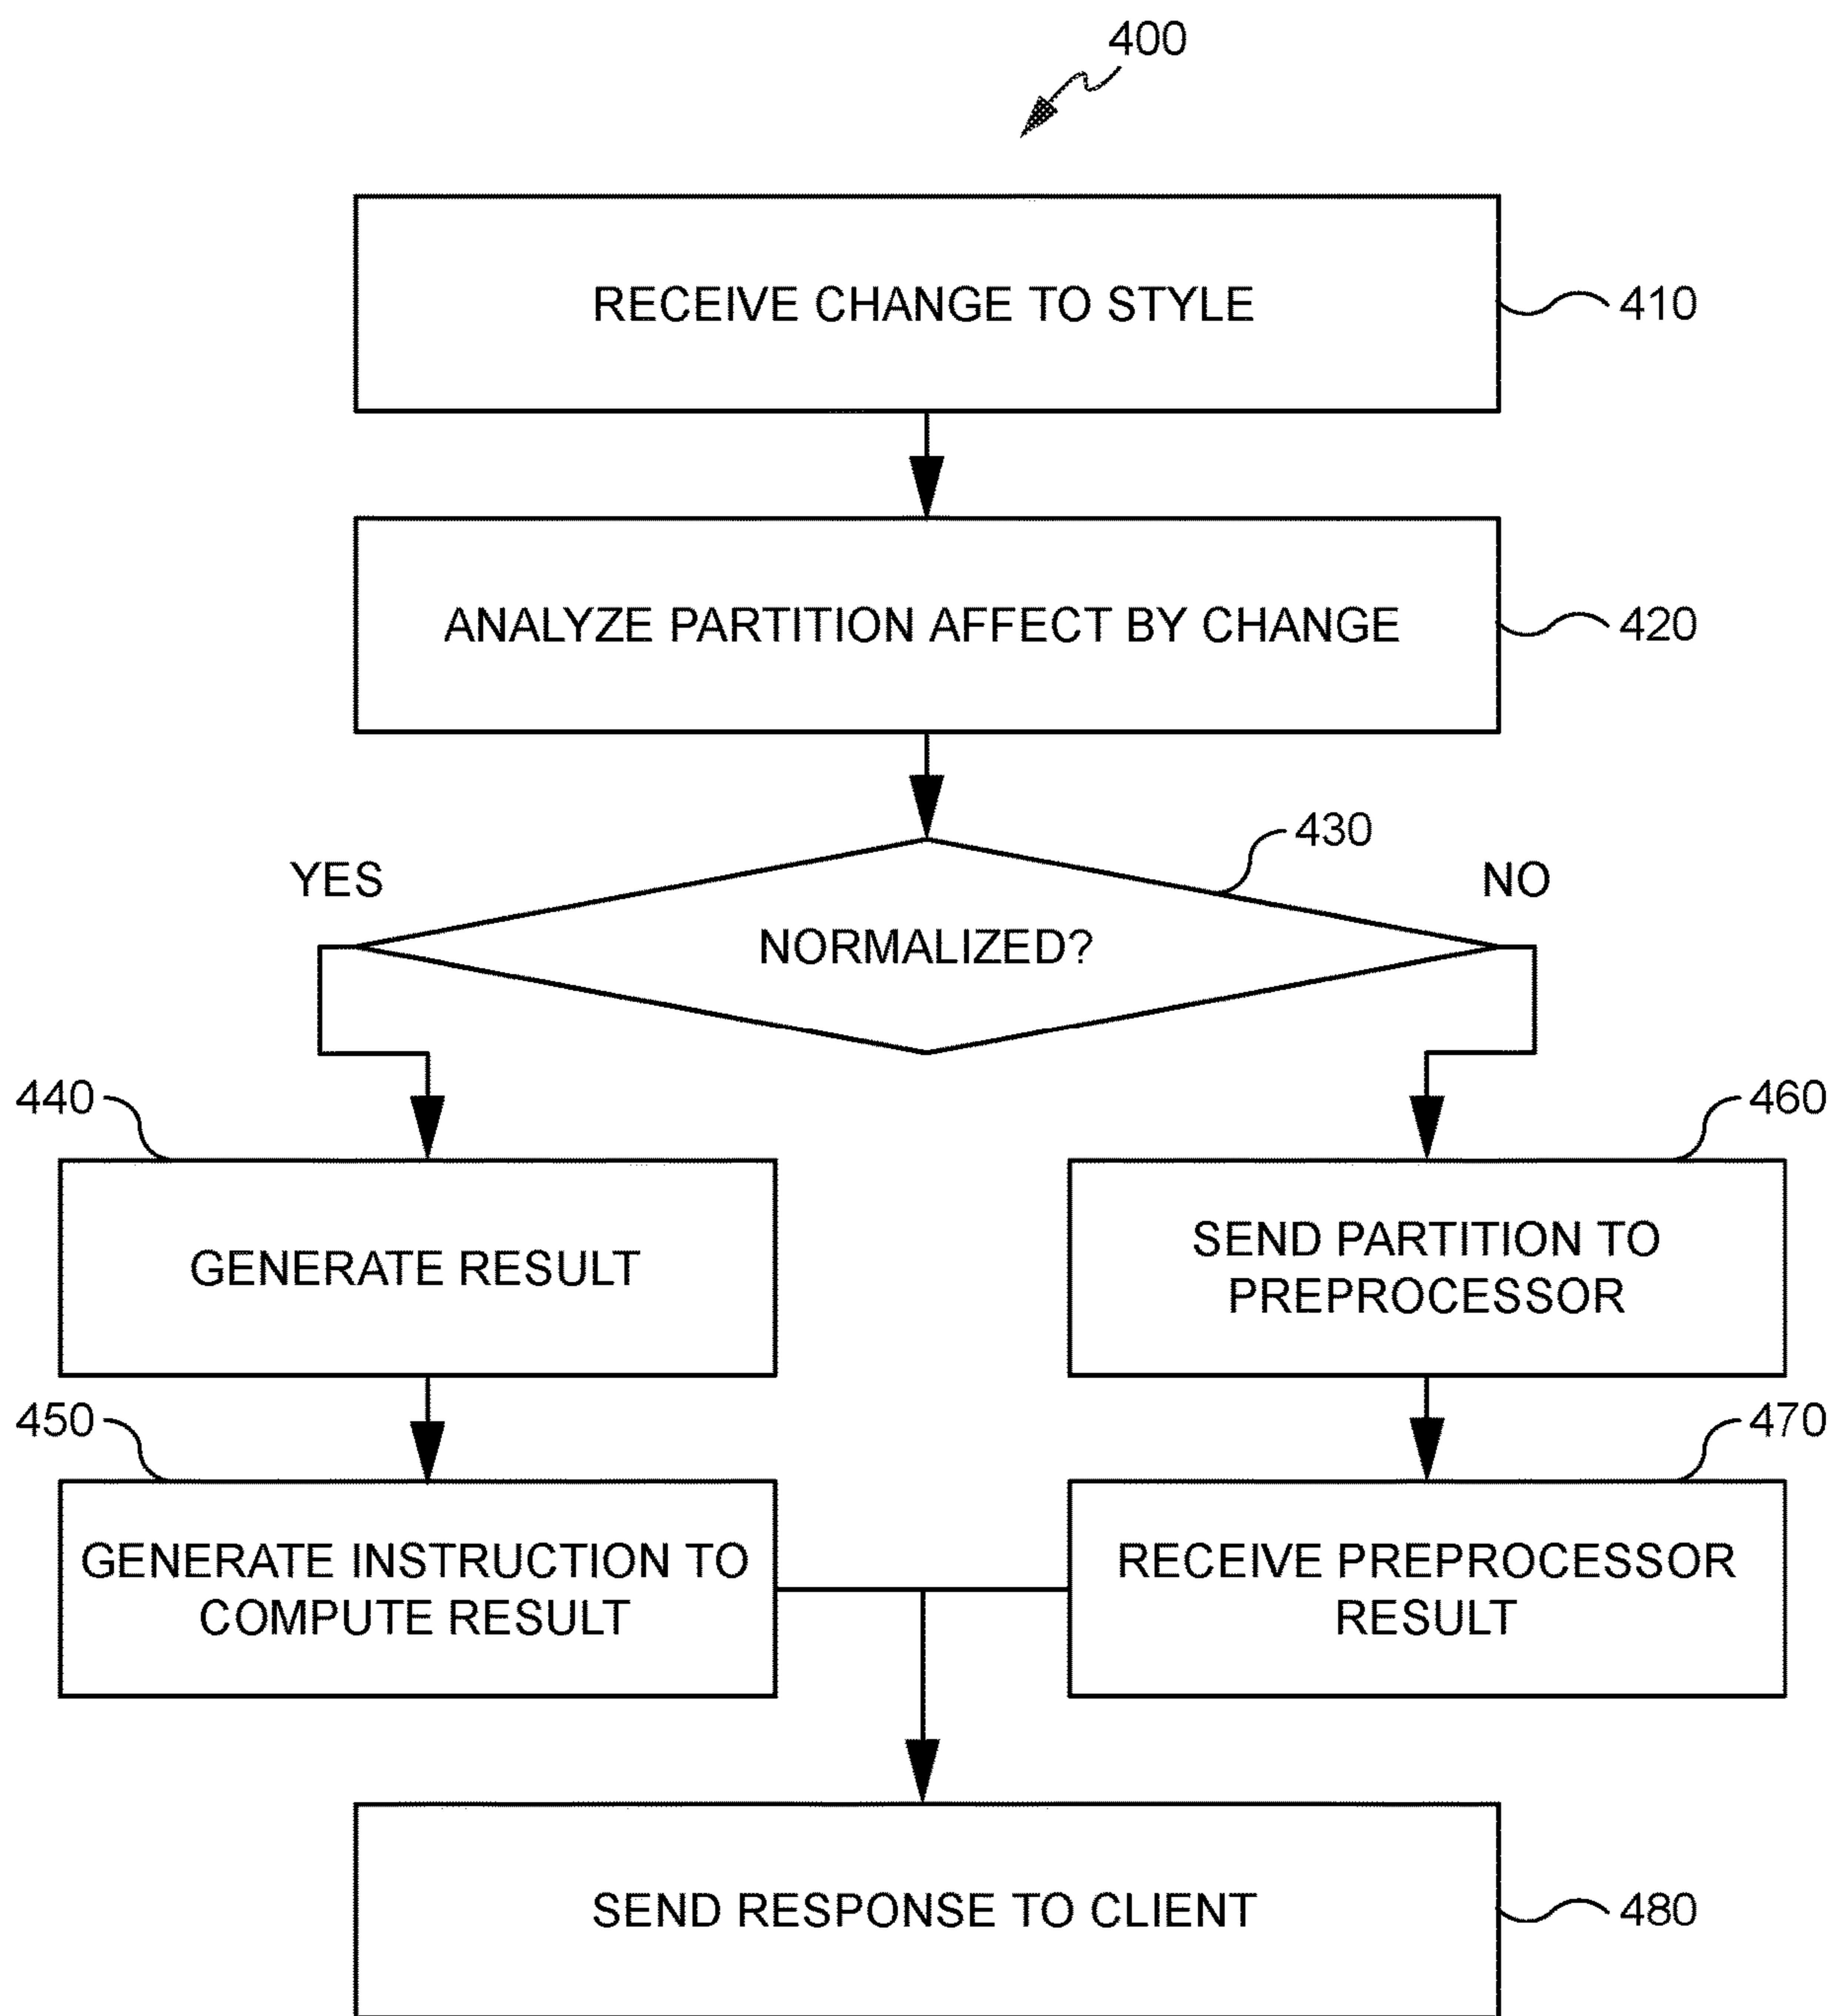 400
RECEIVE CHANGE TO STYLE
410
ANALYZE PARTITION AFFECT BY CHANGE
420
430
YES
NO
NORMALIZED?
440
460
GENERATE RESULT
SEND PARTITION TO
PREPROCESSOR
450
470
GENERATE INSTRUCTION TO
COMPUTE RESULT
RECEIVE PREPROCESSOR
RESULT
SEND RESPONSE TO CLIENT
480